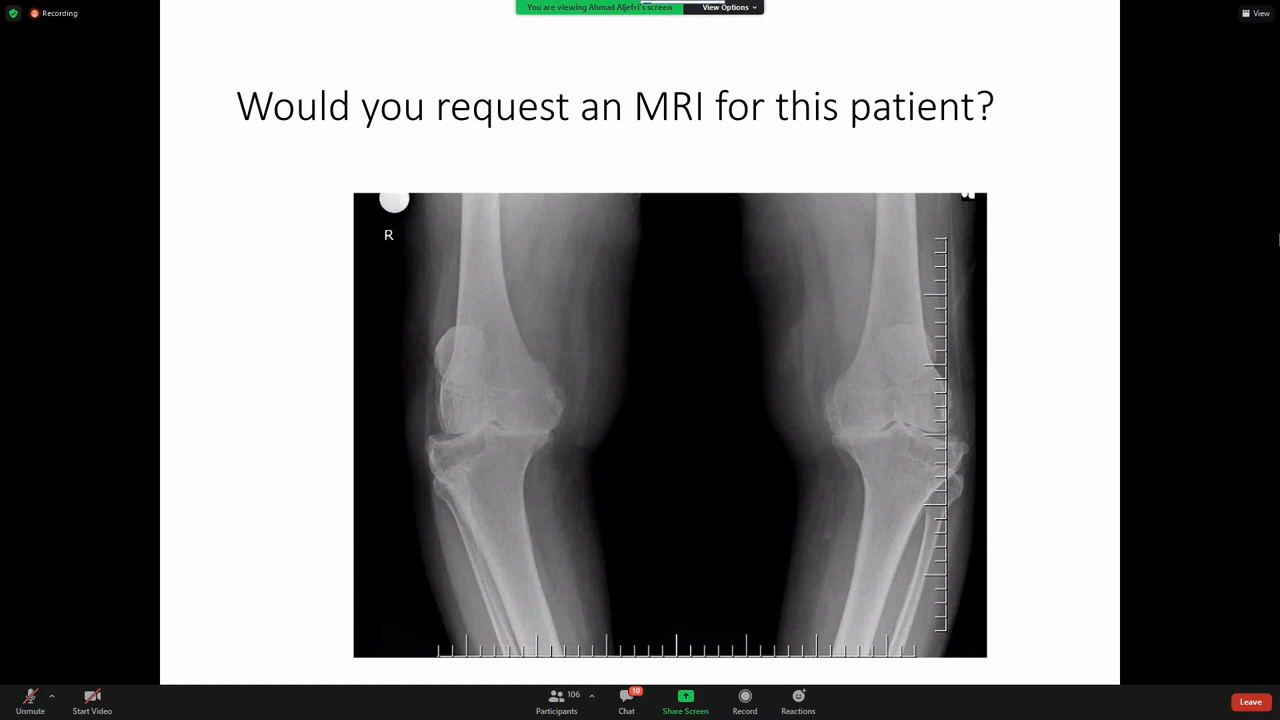 Recording
You are viewing Ahmad Aljefri's screen
View Options
View
Would you request an MRI for this patient?
R
Unmute
Start Video
106
Participants
10
Chat
Share Screen
Record
Reactions
Leave